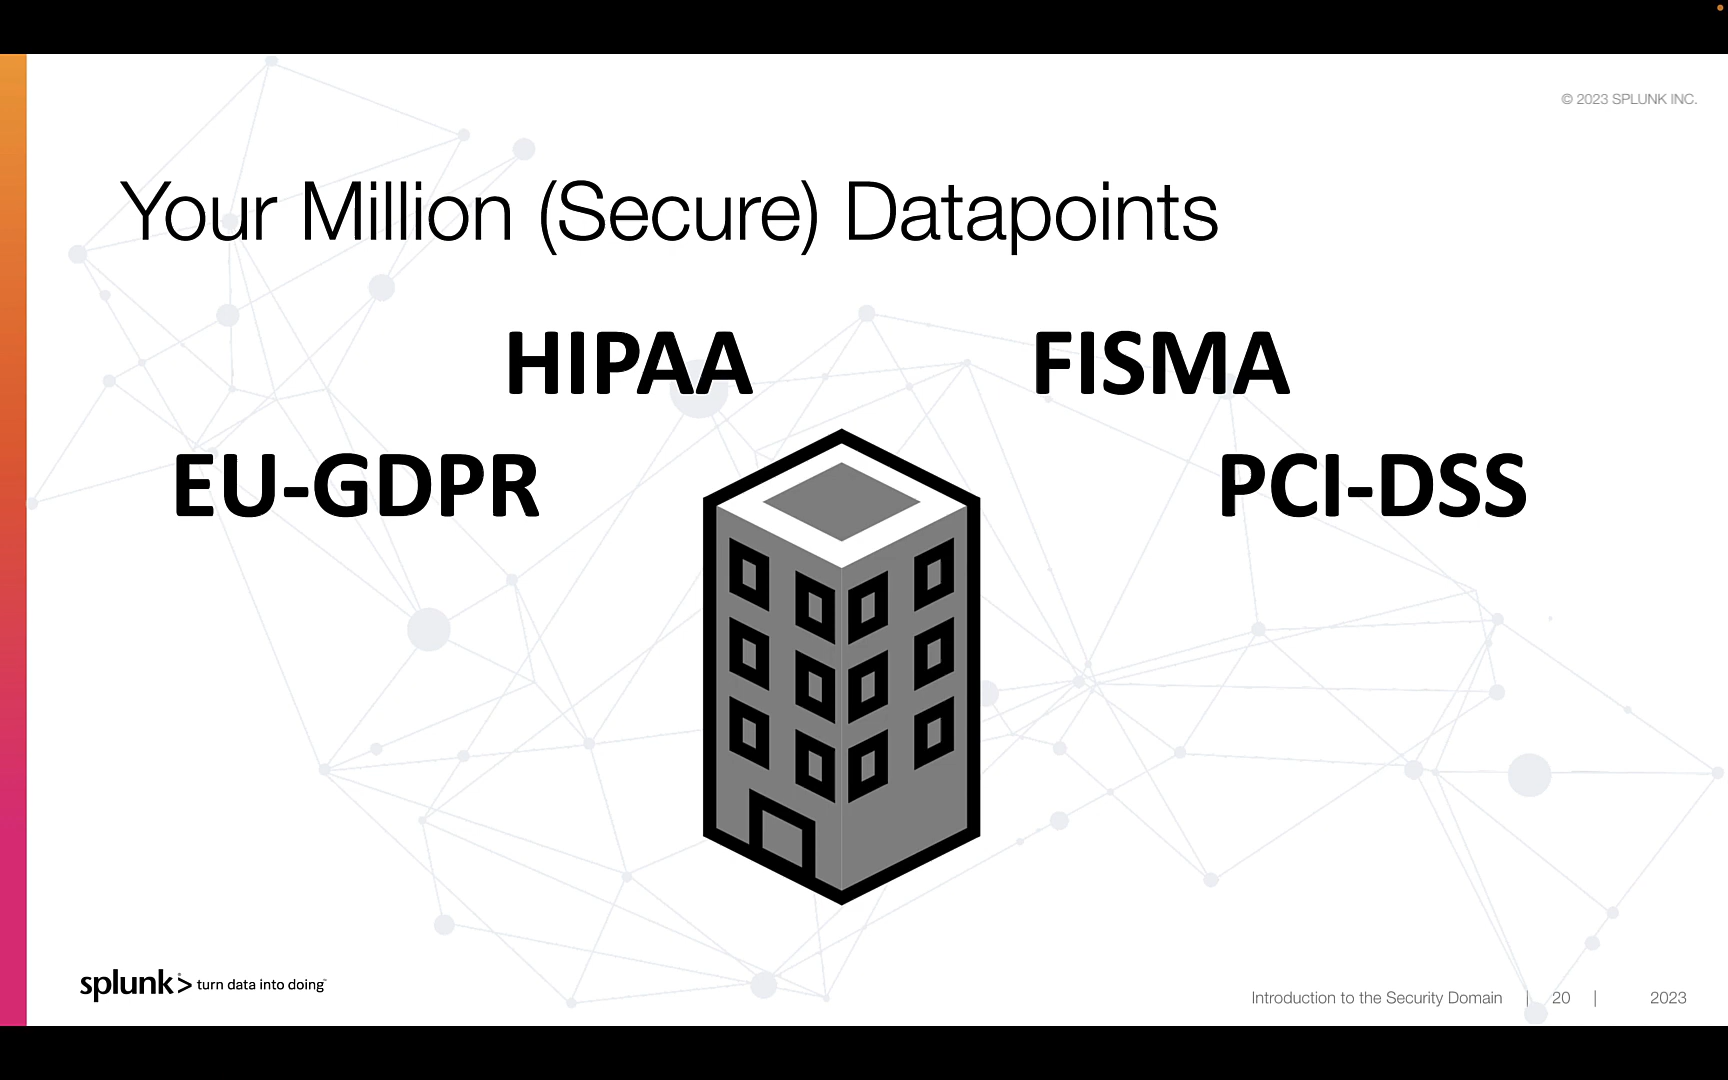 © 2023 SPLUNK INC.
Your Million (Secure) Datapoints
HIPAA
FISMA
EU-GDPR
PCI-DSS
splunk> turn data into doing™
Introduction to the Security Domain | 20 | 2023